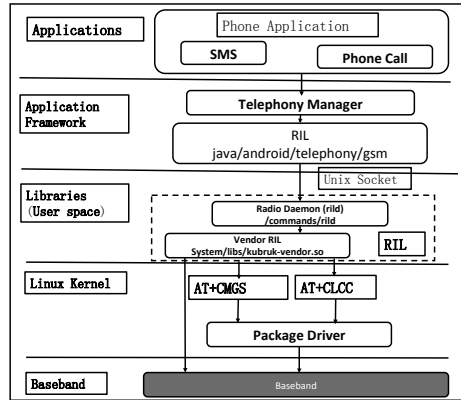 Applications
Phone Application
SMS
Phone Call
Application
Framework
Telephony Manager
RIL
java/android/telephony/gsm
Unix Socket
Libraries
(User space)
Radio Daemon (rild)
/commands/rild
Vendor RIL
System/libs/kubruk-vendor.so
RIL
Linux Kernel
AT+CMGS
AT+CLCC
Package Driver
Baseband
Baseband